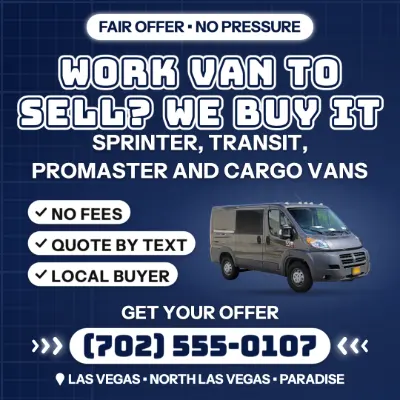 FAIR OFFER • NO PRESSURE
WORK VAN TO
SELL? WE BUY IT
SPRINTER, TRANSIT,
PROMASTER AND CARGO VANS
NO FEES
QUOTE BY TEXT
LOCAL BUYER
GET YOUR OFFER
(702) 555-0107
LAS VEGAS • NORTH LAS VEGAS • PARADISE